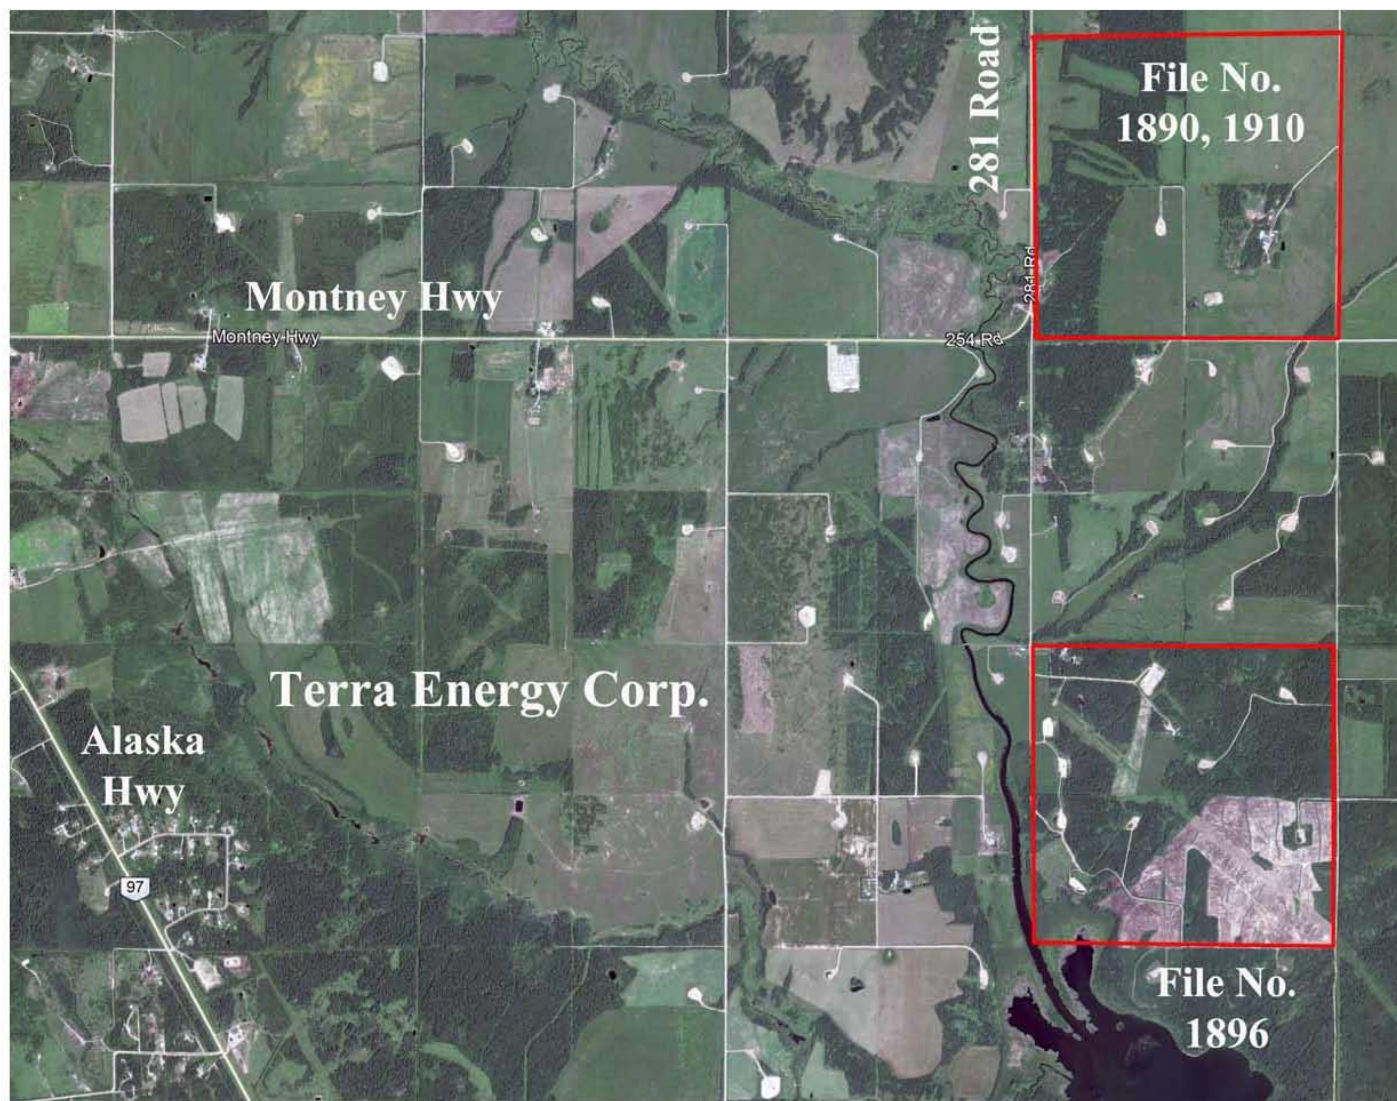 281 Road
File No.
1890, 1910
281 Rd
Montney Hwy
Montney Hwy
254 Rd
Terra Energy Corp.
Alaska
Hwy
97
File No.
1896